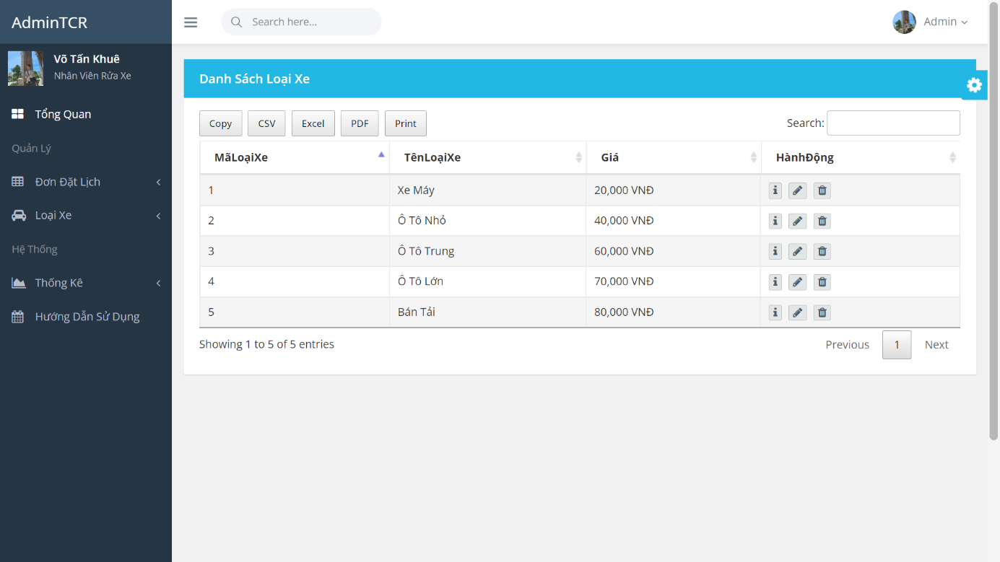 AdminTCR
Search here...
Admin
Võ Tấn Khuê
Nhân Viên Rửa Xe
Tổng Quan
Quản Lý
Đơn Đặt Lịch
Loại Xe
Hệ Thống
Thống Kê
Hướng Dẫn Sử Dụng
Danh Sách Loại Xe
Copy CSV Excel PDF Print Search:
MãLoạiXe TênLoạiXe Giá HànhĐộng
1 Xe Máy 20,000 VNĐ
2 Ô Tô Nhỏ 40,000 VNĐ
3 Ô Tô Trung 60,000 VNĐ
4 Ô Tô Lớn 70,000 VNĐ
5 Bán Tải 80,000 VNĐ
Showing 1 to 5 of 5 entries Previous 1 Next